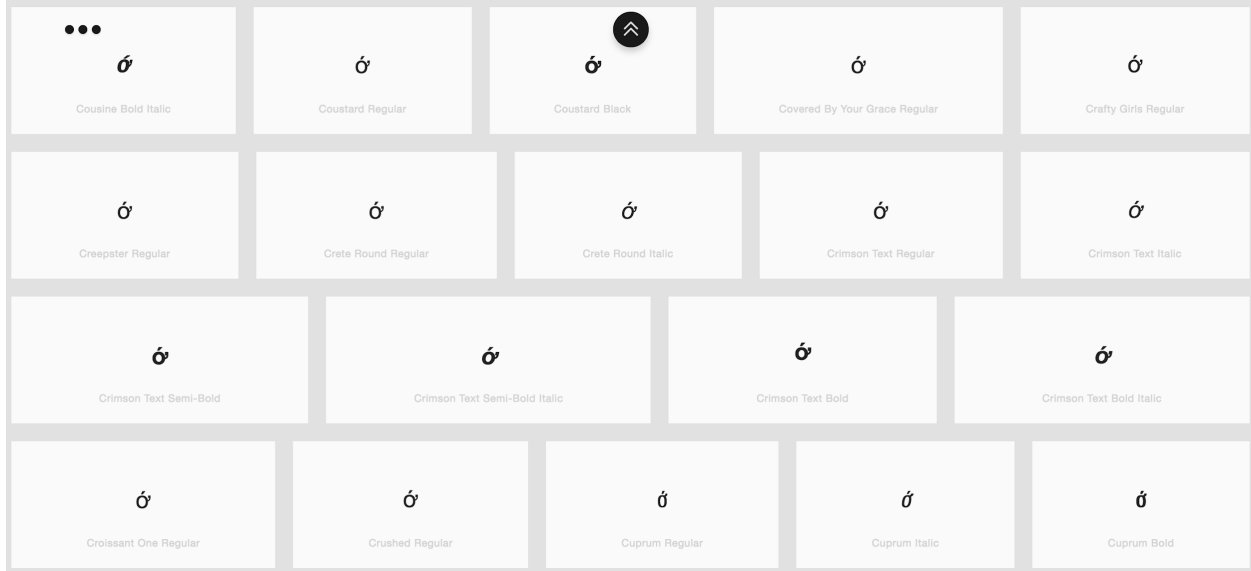 ớ ớ ớ ớ ớ
Cousine Bold Italic Coustard Regular Coustard Black Covered By Your Grace Regular Crafty Girls Regular
ớ ớ ớ ớ ớ
Creepster Regular Crete Round Regular Crete Round Italic Crimson Text Regular Crimson Text Italic
ớ ớ ớ ớ
Crimson Text Semi-Bold Crimson Text Semi-Bold Italic Crimson Text Bold Crimson Text Bold Italic
ớ ớ ớ ớ ớ
Croissant One Regular Crushed Regular Cuprum Regular Cuprum Italic Cuprum Bold